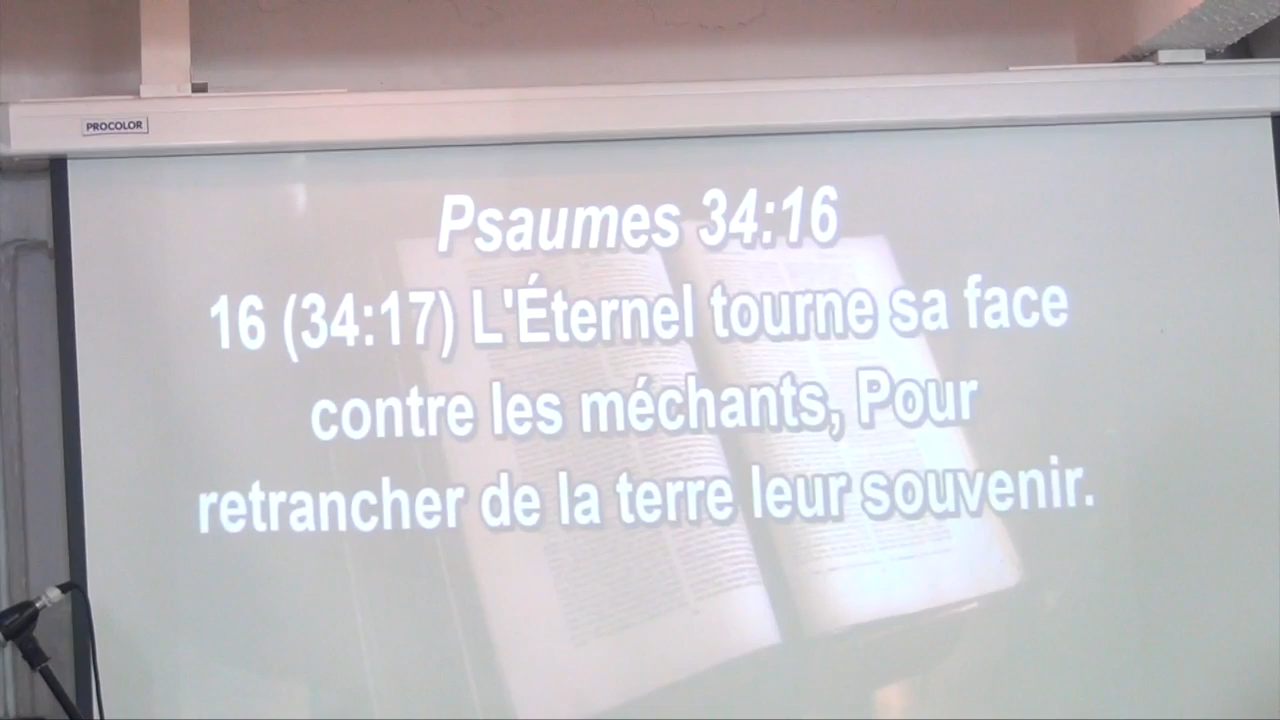 PROCOLOR
Psaumes 34:16
16 (34:17) L'Éternel tourne sa face
contre les méchants, Pour
retrancher de la terre leur souvenir.